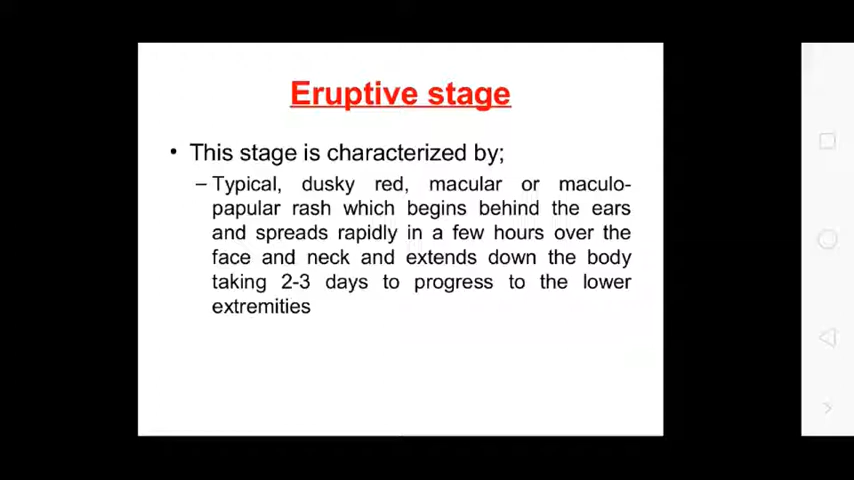 Eruptive stage
• This stage is characterized by;
– Typical, dusky red, macular or maculo-
papular rash which begins behind the ears
and spreads rapidly in a few hours over the
face and neck and extends down the body
taking 2-3 days to progress to the lower
extremities